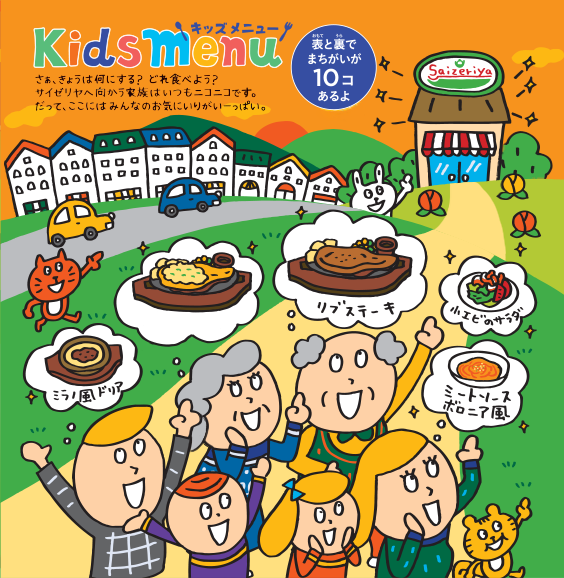 Kids menu
キッズメニュー
さぁ、きょうは何にする? どれ食べよう?
サイゼリヤへ向かう家族はいつもニコニコです。
だって、ここには みんなのお気にいりがいーっぱい。
表と裏で
おもて うら
まちがいが
10コ
あるよ
Saizeriya
リブステーキ
小エビのサラダ
ミラノ風ドリア
ミートソース
ボロニア風